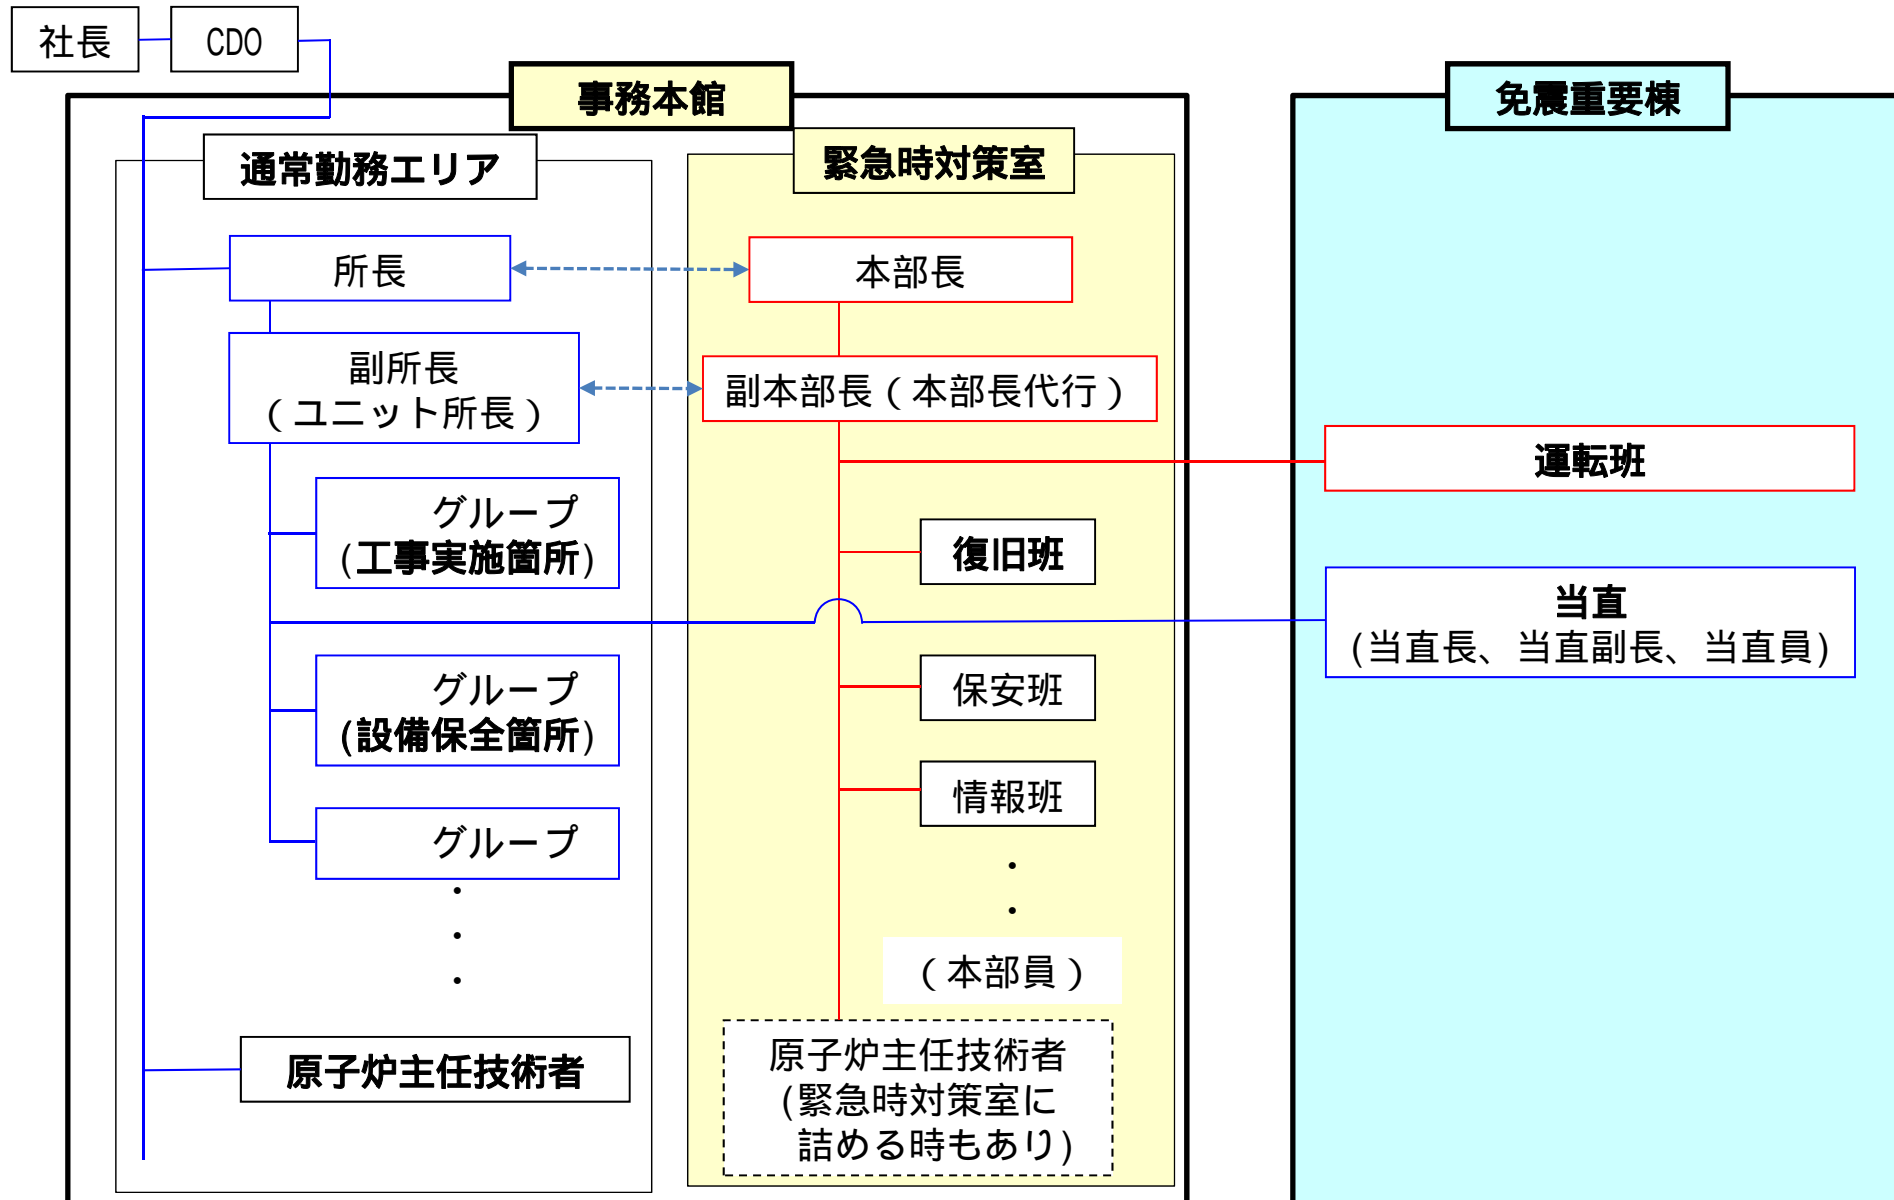 社長
CDO
事務本館
免震重要棟
通常勤務エリア
緊急時対策室
所長
本部長
副所長
（ユニット所長）
副本部長（本部長代行）
運転班
グループ
(工事実施箇所)
復旧班
当直
(当直長、当直副長、当直員)
グループ
(設備保全箇所)
保安班
情報班
グループ
・
・
・
・
・
（本部員）
原子炉主任技術者
原子炉主任技術者
(緊急時対策室に
詰める時もあり)